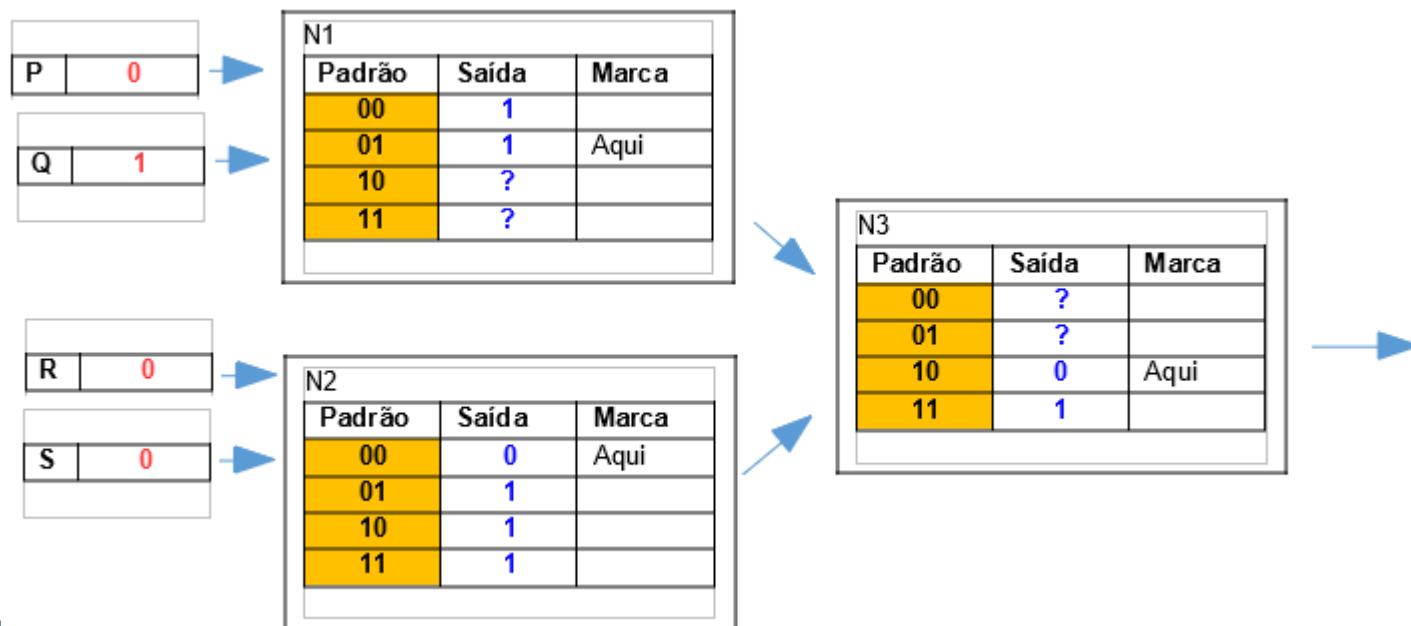 P 0
Q 1
N1
Padrão Saída Marca
00 1
01 1 Aqui
10 ?
11 ?
R 0
S 0
N2
Padrão Saída Marca
00 0 Aqui
01 1
10 1
11 1
N3
Padrão Saída Marca
00 ?
01 ?
10 0 Aqui
11 1